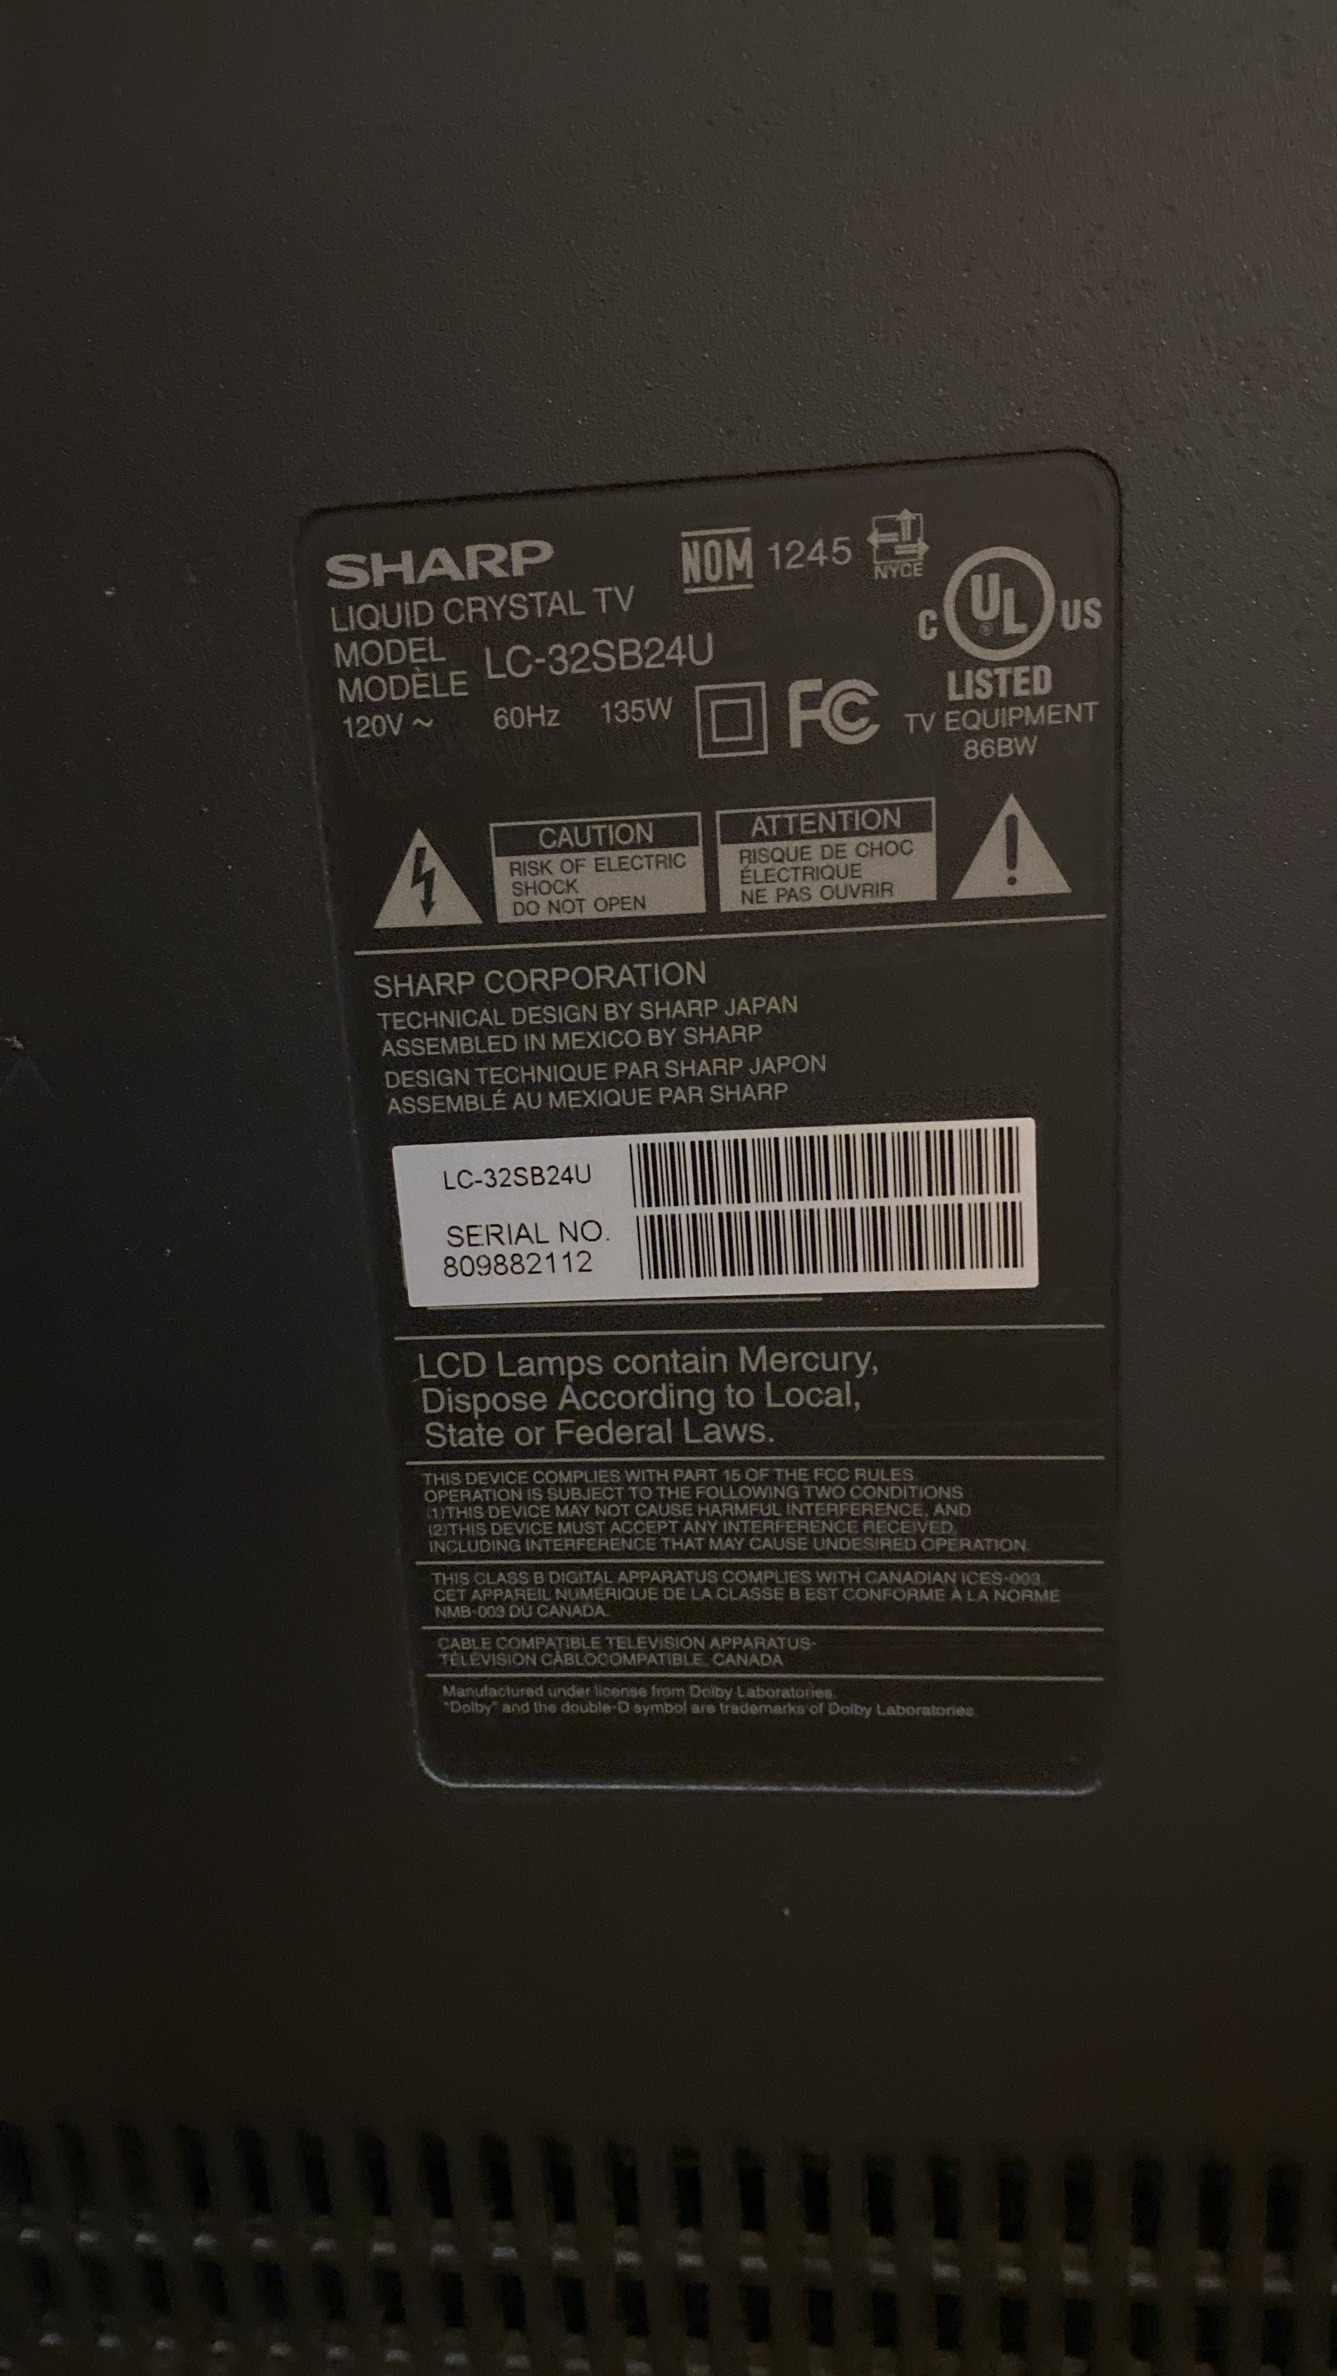 SHARP
NOM 1245
NYCE
LIQUID CRYSTAL TV
MODEL
MODÈLE LC-32SB24U
120V ~ 60Hz 135W
FC
C UL US
LISTED
TV EQUIPMENT
86BW
CAUTION
RISK OF ELECTRIC
SHOCK
DO NOT OPEN
ATTENTION
RISQUE DE CHOC
ÉLECTRIQUE
NE PAS OUVRIR
SHARP CORPORATION
TECHNICAL DESIGN BY SHARP JAPAN
ASSEMBLED IN MEXICO BY SHARP
DESIGN TECHNIQUE PAR SHARP JAPON
ASSEMBLÉ AU MEXIQUE PAR SHARP
LC-32SB24U
SERIAL NO.
809882112
LCD Lamps contain Mercury,
Dispose According to Local,
State or Federal Laws.
THIS DEVICE COMPLIES WITH PART 15 OF THE FCC RULES.
OPERATION IS SUBJECT TO THE FOLLOWING TWO CONDITIONS :
(1)THIS DEVICE MAY NOT CAUSE HARMFUL INTERFERENCE, AND
(2)THIS DEVICE MUST ACCEPT ANY INTERFERENCE RECEIVED,
INCLUDING INTERFERENCE THAT MAY CAUSE UNDESIRED OPERATION.
THIS CLASS B DIGITAL APPARATUS COMPLIES WITH CANADIAN ICES-003.
CET APPAREIL NUMÉRIQUE DE LA CLASSE B EST CONFORME À LA NORME
NMB-003 DU CANADA.
CABLE COMPATIBLE TELEVISION APPARATUS-
TÉLÉVISION CÂBLOCOMPATIBLE, CANADA
Manufactured under license from Dolby Laboratories.
"Dolby" and the double-D symbol are trademarks of Dolby Laboratories.